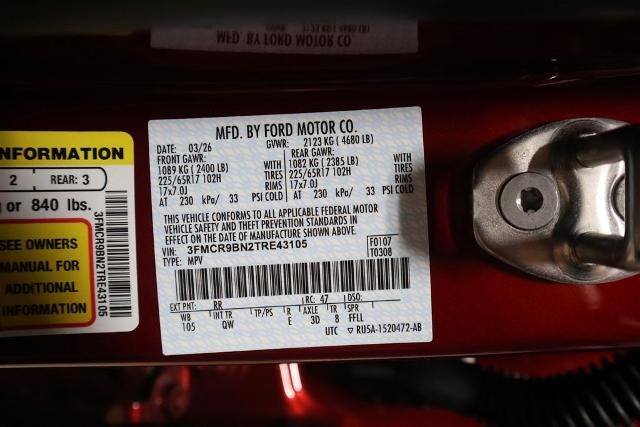 MFD. BY FORD MOTOR CO.
2123 KG ( 4680 LB)
MFD. BY FORD MOTOR CO.
DATE: 03/26 GVWR: 2123 KG ( 4680 LB)
FRONT GAWR: REAR GAWR:
1089 KG ( 2400 LB) WITH 1082 KG ( 2385 LB) WITH
225/65R17 102H TIRES 225/65R17 102H TIRES
17x7.0J RIMS 17x7.0J RIMS
AT 230 kPa/ 33 PSI COLD AT 230 kPa/ 33 PSI COLD
THIS VEHICLE CONFORMS TO ALL APPLICABLE FEDERAL MOTOR
VEHICLE SAFETY AND THEFT PREVENTION STANDARDS IN
EFFECT ON THE DATE OF MANUFACTURE SHOWN ABOVE.
VIN: 3FMCR9BN2TRE43105 F0107
TYPE: MPV T0308
EXT PNT: RR RC: 47 DSO:
WB INT TR TP/PS R AXLE TR SPR
105 QW E 3D 8 FFLL
UTC ▽ RU5A-1520472-AB
NFORMATION
2 REAR: 3
or 840 lbs.
SEE OWNERS
MANUAL FOR
ADDITIONAL
INFORMATION
3FMCR9BN2TRE43105